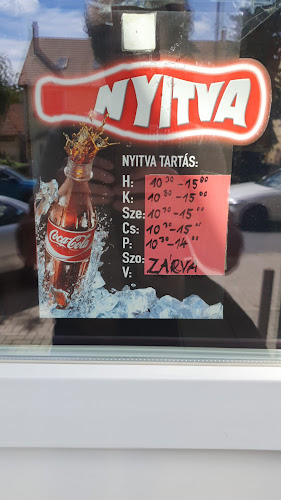 NYITVA
NYITVA TARTÁS:
H: 10⁰⁰-15⁰⁰
K: 10⁰⁰-15⁰⁰
Sze: 10⁰⁰-15⁰⁰
Cs: 10⁰⁰-15⁰⁰
P: 10⁰⁰-14⁰⁰
Szo:
V: ZÁRVA
Coca-Cola